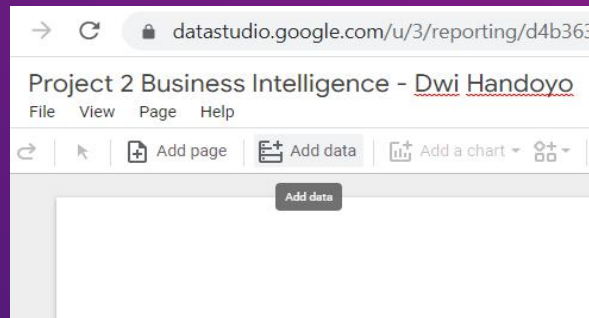 datastudio.google.com/u/3/reporting/d4b363
Project 2 Business Intelligence - Dwi Handoyo
File View Page Help
Add page Add data Add a chart
Add data